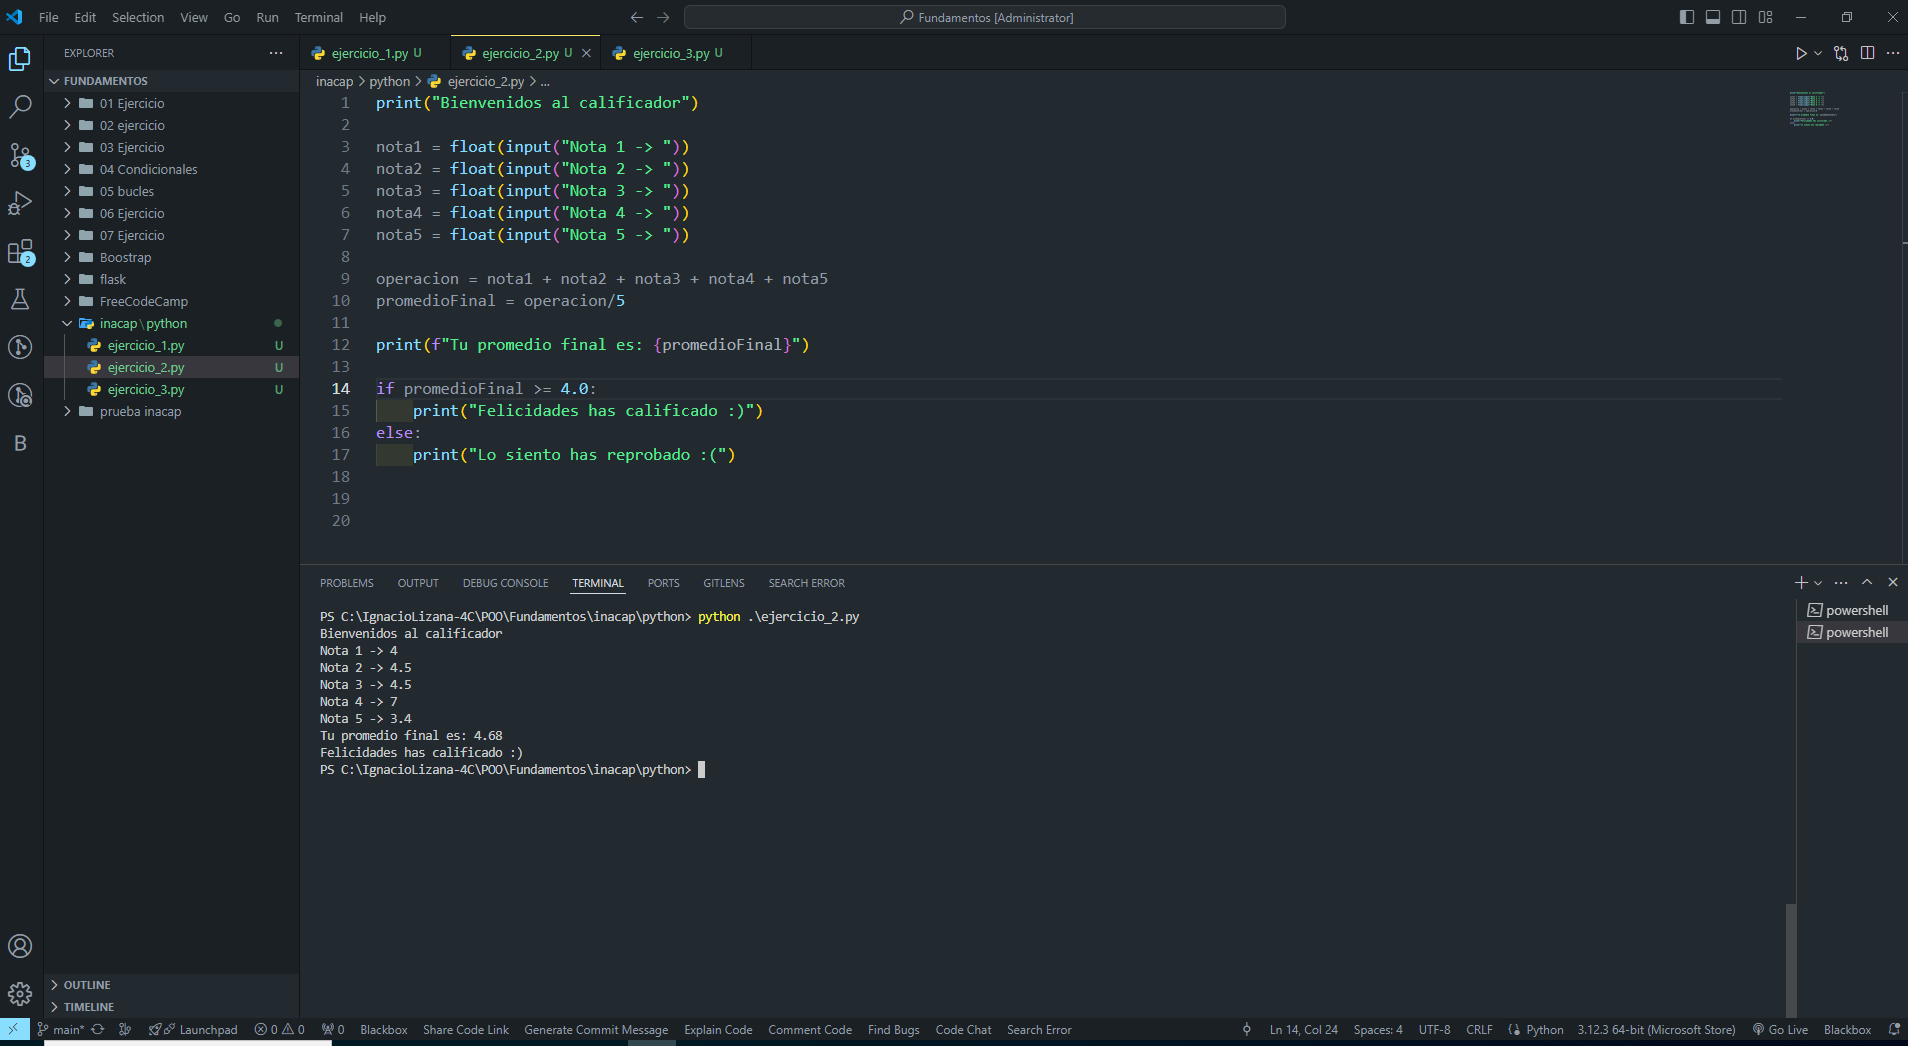 File Edit Selection View Go Run Terminal Help
Fundamentos [Administrator]
EXPLORER
FUNDAMENTOS
01 Ejercicio
02 ejercicio
03 Ejercicio
04 Condicionales
05 bucles
06 Ejercicio
07 Ejercicio
Boostrap
flask
FreeCodeCamp
inacap\python
ejercicio_1.py U
ejercicio_2.py U
ejercicio_3.py U
prueba inacap
OUTLINE
TIMELINE
3
2
B
ejercicio_1.py U ejercicio_2.py U ejercicio_3.py U
inacap > python > ejercicio_2.py > ...
1 print("Bienvenidos al calificador")
2
3 nota1 = float(input("Nota 1 -> "))
4 nota2 = float(input("Nota 2 -> "))
5 nota3 = float(input("Nota 3 -> "))
6 nota4 = float(input("Nota 4 -> "))
7 nota5 = float(input("Nota 5 -> "))
8
9 operacion = nota1 + nota2 + nota3 + nota4 + nota5
10 promedioFinal = operacion/5
11
12 print(f"Tu promedio final es: {promedioFinal}")
13
14 if promedioFinal >= 4.0:
15     print("Felicidades has calificado :)")
16 else:
17     print("Lo siento has reprobado :(")
18
19
20
PROBLEMS OUTPUT DEBUG CONSOLE TERMINAL PORTS GITLENS SEARCH ERROR
PS C:\IgnacioLizana-4C\POO\Fundamentos\inacap\python> python .\ejercicio_2.py
Bienvenidos al calificador
Nota 1 -> 4
Nota 2 -> 4.5
Nota 3 -> 4.5
Nota 4 -> 7
Nota 5 -> 3.4
Tu promedio final es: 4.68
Felicidades has calificado :)
PS C:\IgnacioLizana-4C\POO\Fundamentos\inacap\python>
powershell
powershell
main* Launchpad 0 0 0 Blackbox Share Code Link Generate Commit Message Explain Code Comment Code Find Bugs Code Chat Search Error Ln 14, Col 24 Spaces: 4 UTF-8 CRLF Python 3.12.3 64-bit (Microsoft Store) Go Live Blackbox